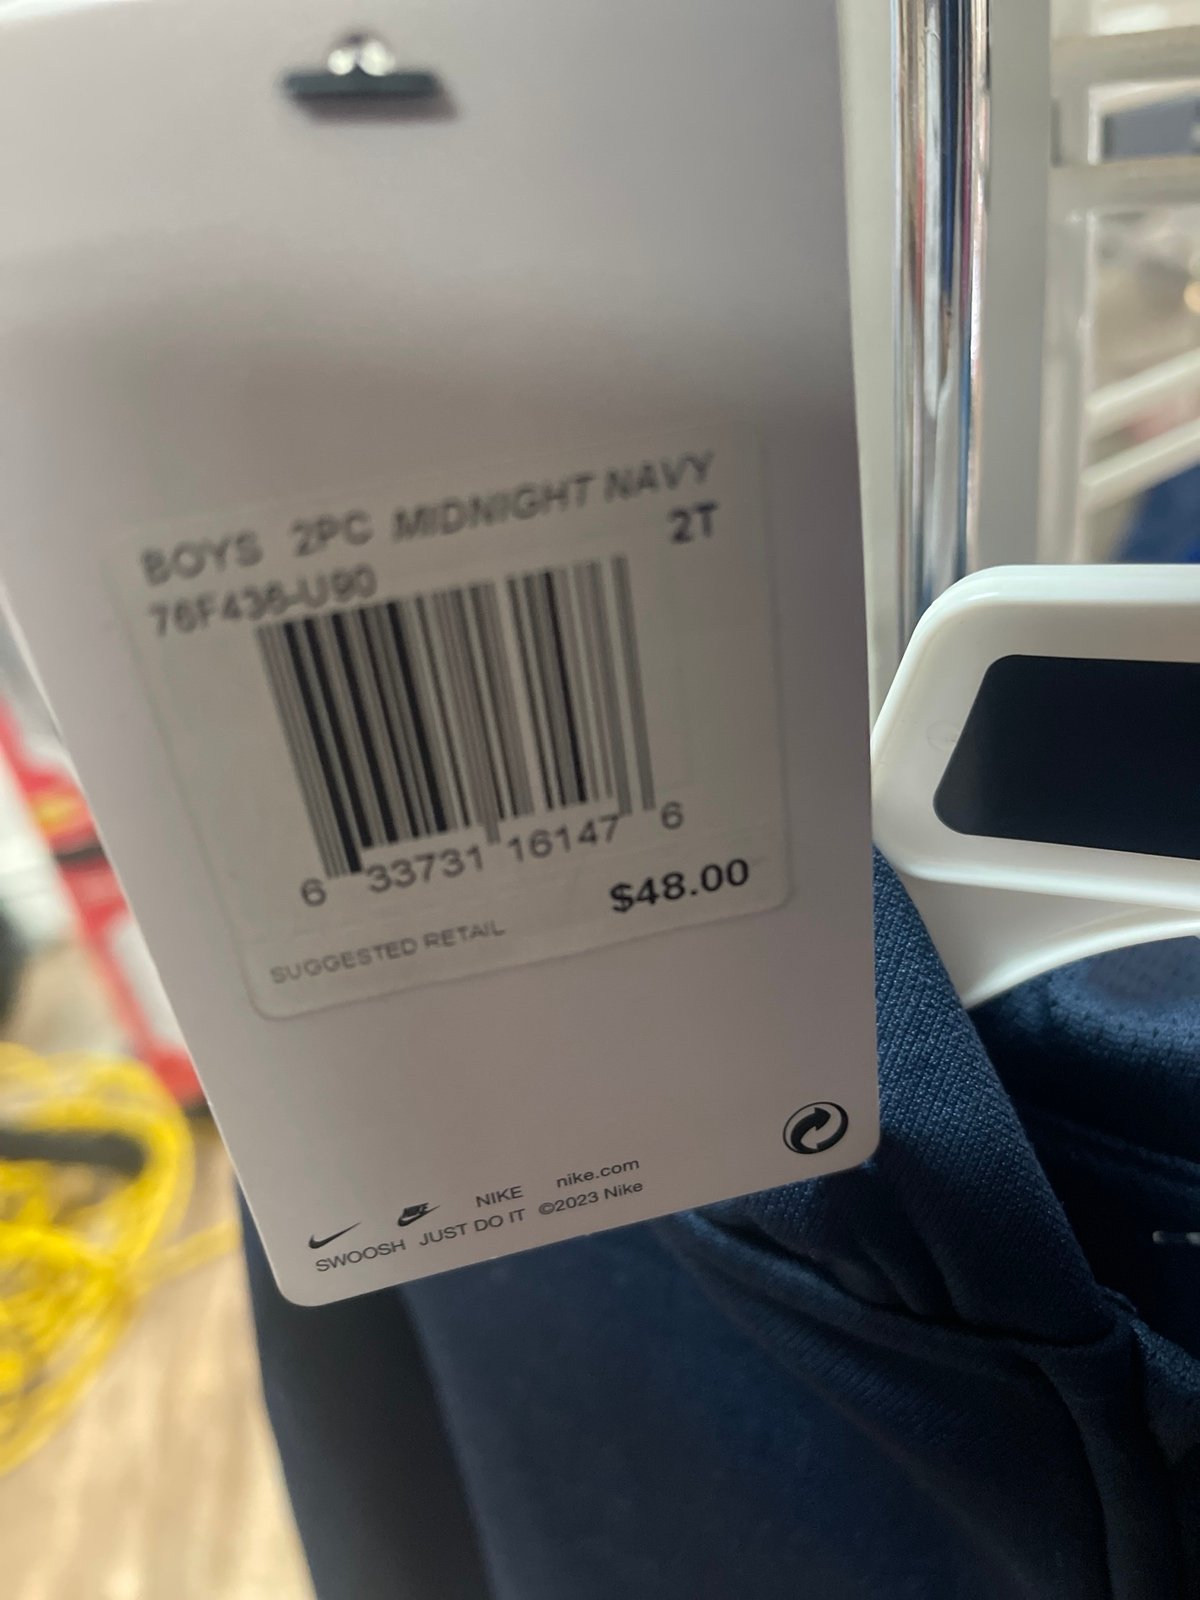 BOYS 2PC MIDNIGHT NAVY
76F436-U90 2T
6 33731 16147 6
$48.00
SUGGESTED RETAIL
NIKE NIKE nike.com
SWOOSH JUST DO IT ©2023 Nike